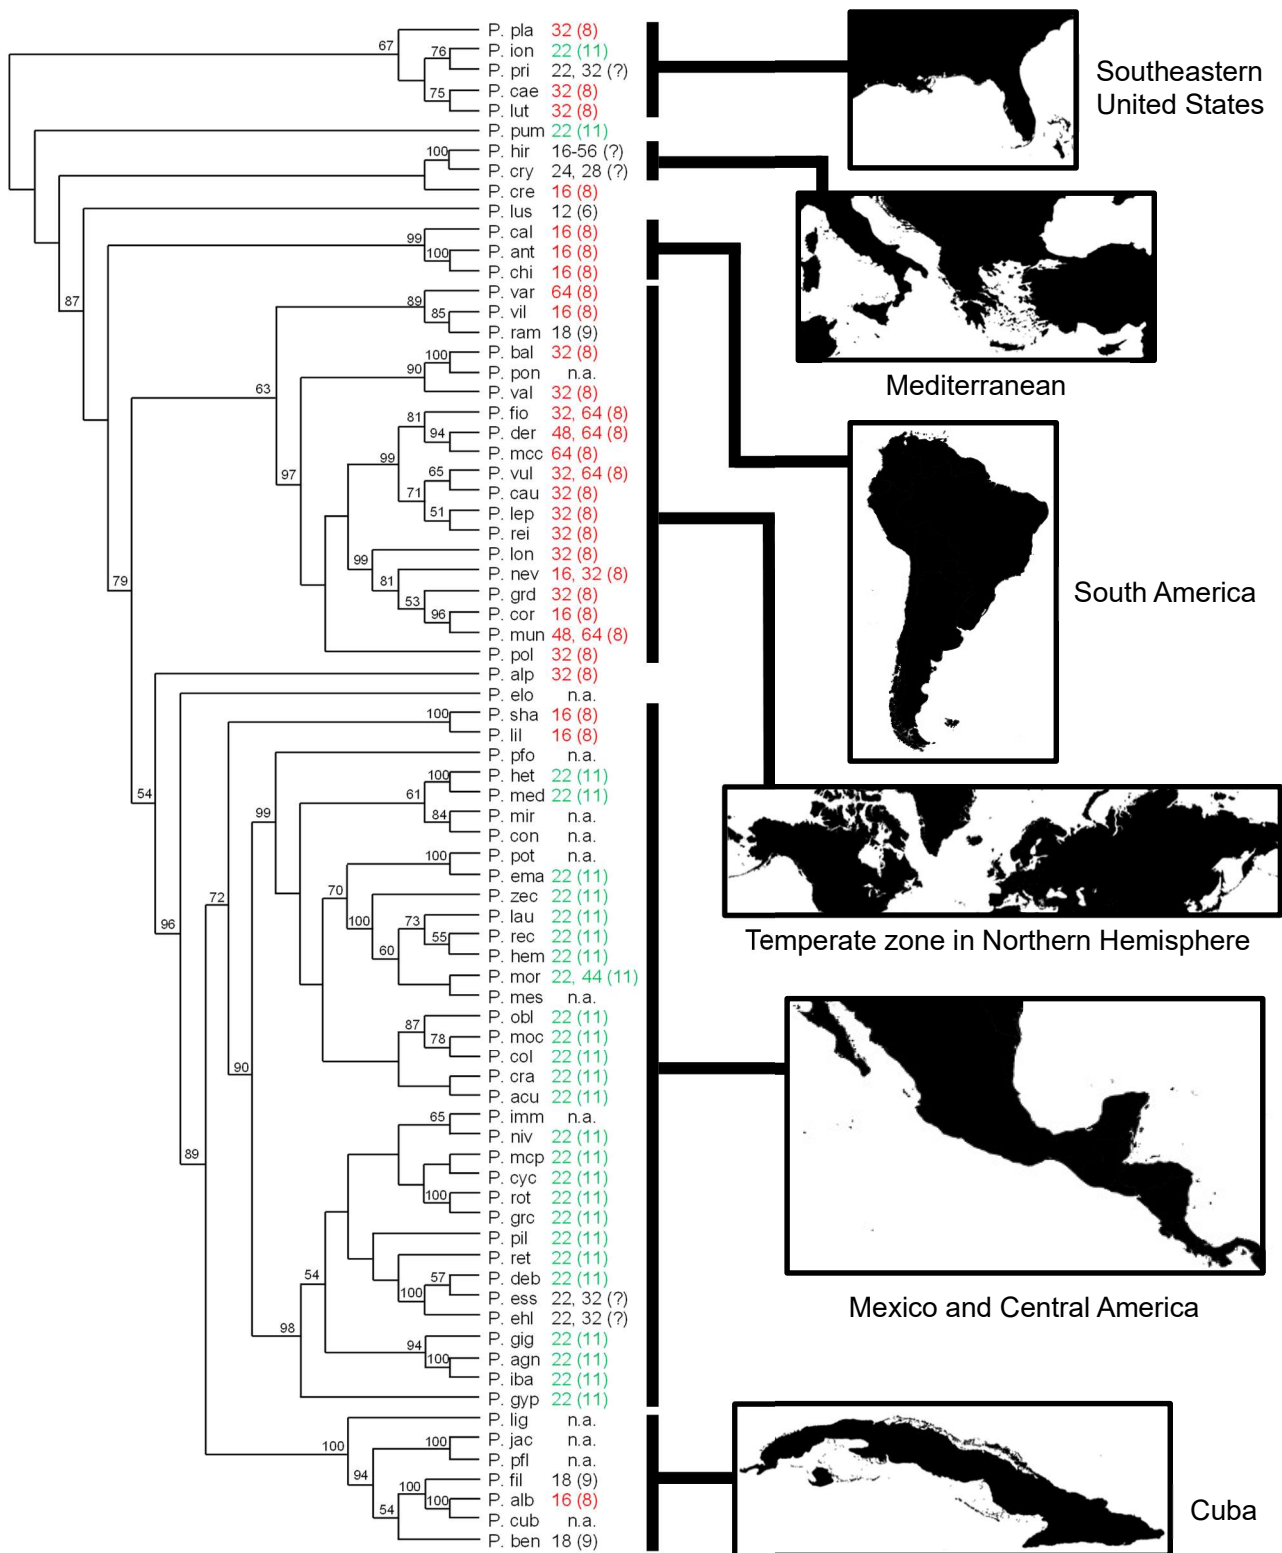 P. pla 32 (8)
67
P. ion 22 (11)
76
P. pri 22, 32 (?)
P. cae 32 (8)
75
P. lut 32 (8)
Southeastern
United States
P. pum 22 (11)
P. hir 16-56 (?)
100
P. cry 24, 28 (?)
P. cre 16 (8)
P. lus 12 (6)
P. cal 16 (8)
99
P. ant 16 (8)
100
P. chi 16 (8)
P. var 64 (8)
87
89
P. vil 16 (8)
85
P. ram 18 (9)
P. bal 32 (8)
100
P. pon n.a.
90
Mediterranean
P. val 32 (8)
63
P. fio 32, 64 (8)
81
P. der 48, 64 (8)
94
P. mcc 64 (8)
99
P. vul 32, 64 (8)
97
65
P. cau 32 (8)
71
P. lep 32 (8)
51
P. rei 32 (8)
P. lon 32 (8)
99
P. nev 16, 32 (8)
79
81
P. grd 32 (8)
53
South America
P. cor 16 (8)
96
P. mun 48, 64 (8)
P. pol 32 (8)
P. alp 32 (8)
P. elo n.a.
P. sha 16 (8)
100
P. lil 16 (8)
P. pfo n.a.
P. het 22 (11)
100
P. med 22 (11)
54
61
P. mir n.a.
99
84
P. con n.a.
P. pot n.a.
100
P. ema 22 (11)
P. zec 22 (11)
72
70
P. lau 22 (11)
96
100
73
P. rec 22 (11)
55
Temperate zone in Northern Hemisphere
P. hem 22 (11)
60
P. mor 22, 44 (11)
P. mes n.a.
P. obl 22 (11)
87
P. moc 22 (11)
78
P. col 22 (11)
90
P. cra 22 (11)
P. acu 22 (11)
P. imm n.a.
65
P. niv 22 (11)
P. mcp 22 (11)
89
P. cyc 22 (11)
P. rot 22 (11)
100
P. grc 22 (11)
P. pil 22 (11)
P. ret 22 (11)
P. deb 22 (11)
54
57
P. ess 22, 32 (?)
100
Mexico and Central America
P. ehl 22, 32 (?)
98
P. gig 22 (11)
94
P. agn 22 (11)
100
P. iba 22 (11)
P. gyp 22 (11)
P. lig n.a.
P. jac n.a.
100
100
P. pfl n.a.
P. fil 18 (9)
94
100
P. alb 16 (8)
100
Cuba
P. cub n.a.
54
P. ben 18 (9)